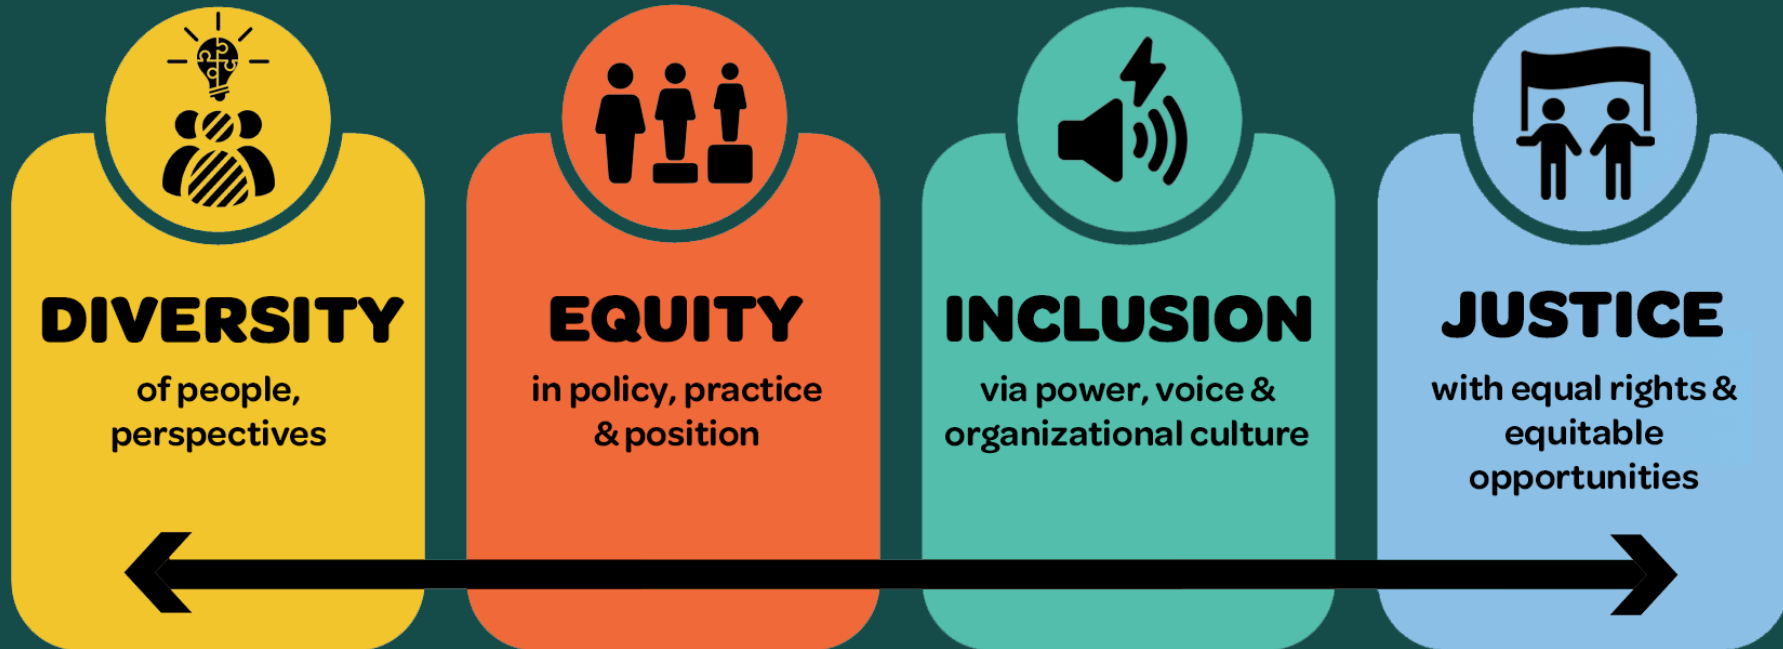 DIVERSITY
of people,
perspectives
EQUITY
in policy, practice
& position
INCLUSION
via power, voice &
organizational culture
JUSTICE
with equal rights &
equitable
opportunities